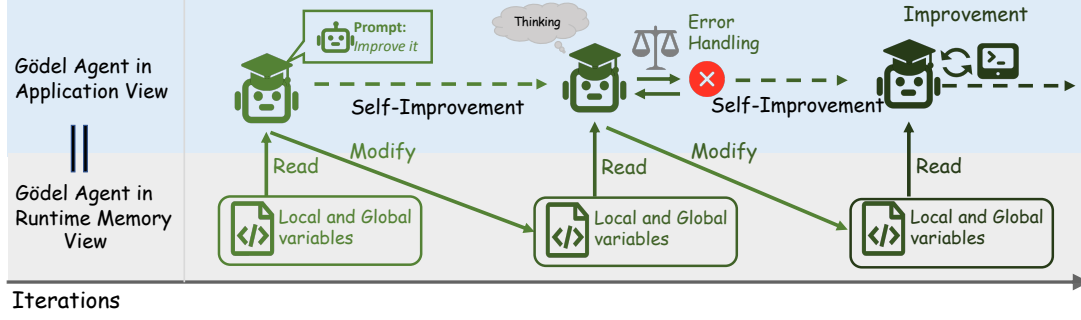 Gödel Agent in
Application View
Prompt:
Improve it
Self-Improvement
Thinking
Error
Handling
Self-Improvement
Improvement
Read
Modify
Read
Modify
Read
Gödel Agent in
Runtime Memory
View
Local and Global
variables
Local and Global
variables
Local and Global
variables
Iterations